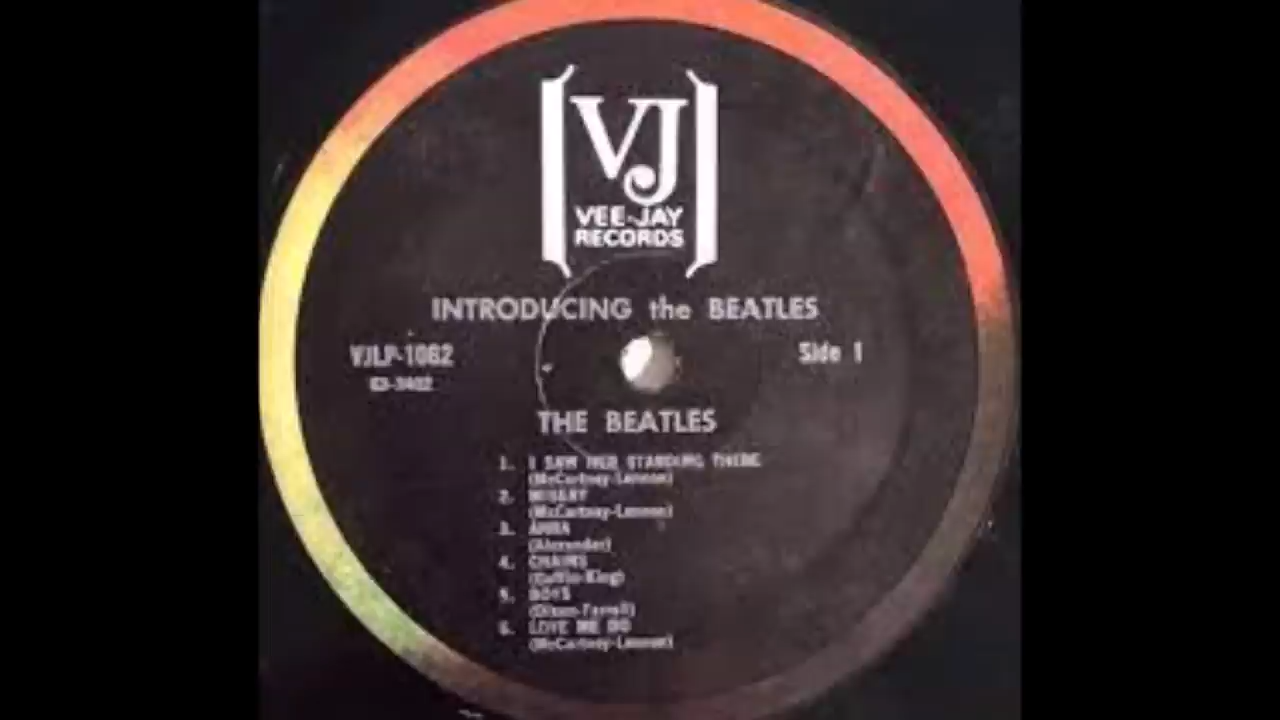 VJ
VEE-JAY
RECORDS
INTRODUCING the BEATLES
VJLP-1062
Side 1
63-3402
THE BEATLES
1. I SAW HER STANDING THERE
(McCartney-Lennon)
2. MISERY
(McCartney-Lennon)
3. ANNA
(Alexander)
4. CHAINS
(Goffin-King)
5. BOYS
(Dixon-Farrell)
6. LOVE ME DO
(McCartney-Lennon)